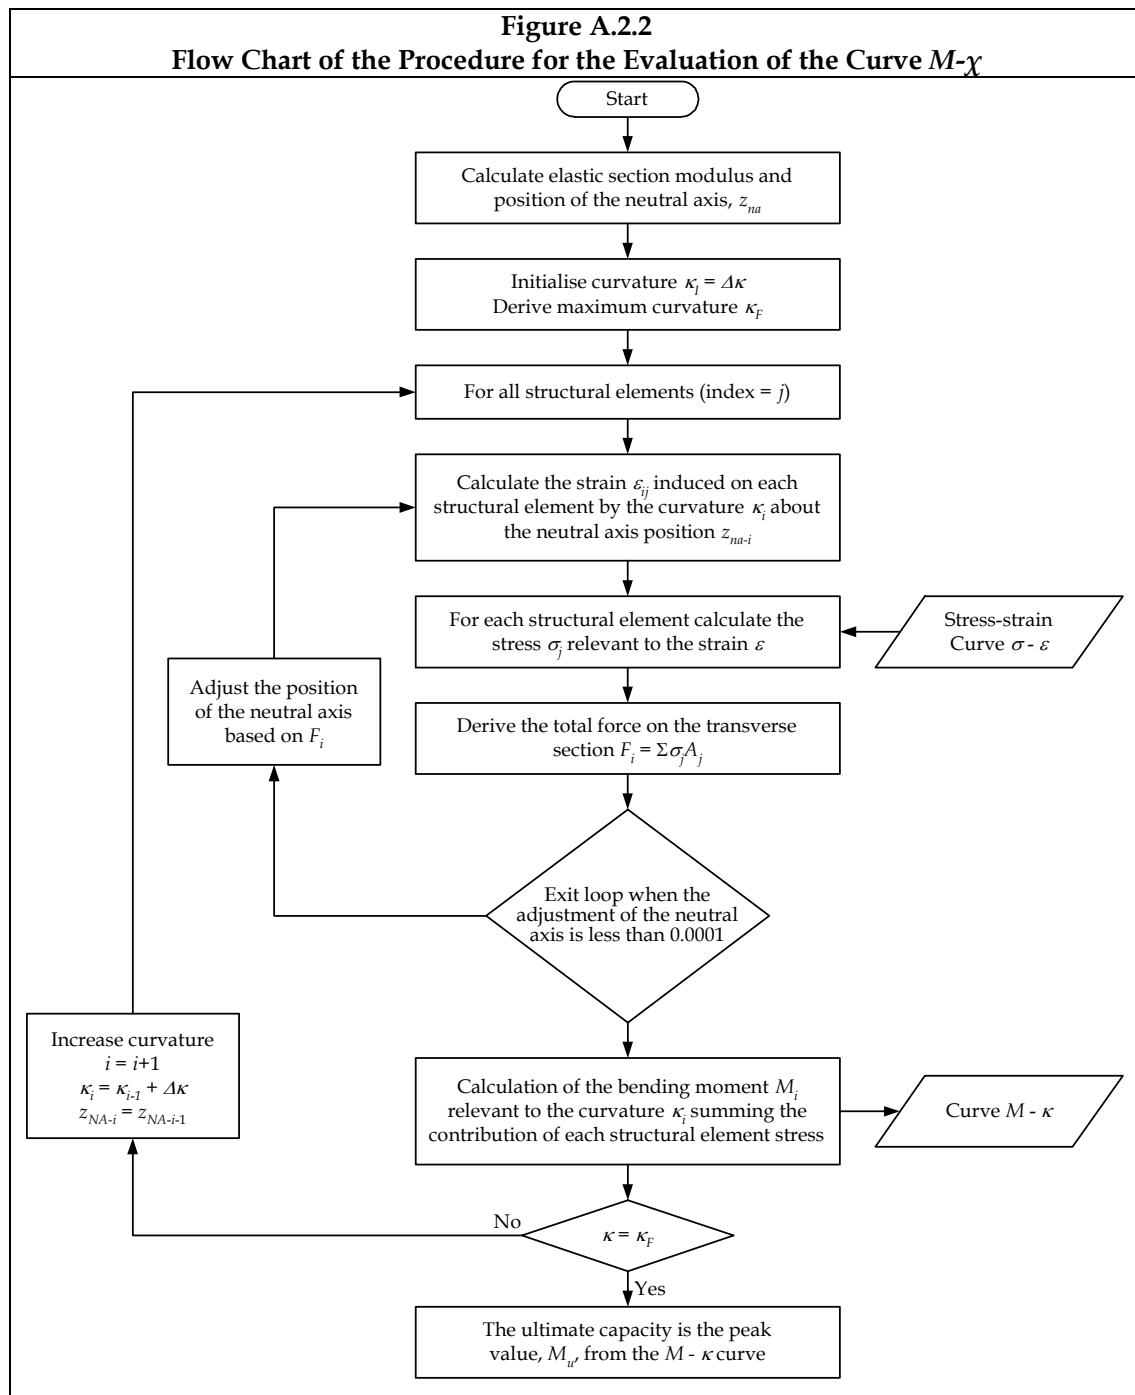 Figure A.2.2
Flow Chart of the Procedure for the Evaluation of the Curve M-χ
Start
Calculate elastic section modulus and
position of the neutral axis, z_na
Initialise curvature κ_I = Δκ
Derive maximum curvature κ_F
For all structural elements (index = j)
Calculate the strain ε_ij induced on each
structural element by the curvature κ_i about
the neutral axis position z_na-i
For each structural element calculate the
stress σ_j relevant to the strain ε
Stress-strain
Curve σ - ε
Adjust the position
of the neutral axis
based on F_i
Derive the total force on the transverse
section F_i = Σσ_jA_j
Exit loop when the
adjustment of the neutral
axis is less than 0.0001
Increase curvature
i = i+1
κ_i = κ_i-1 + Δκ
z_NA-i = z_NA-i-1
Calculation of the bending moment M_i
relevant to the curvature κ_i summing the
contribution of each structural element stress
Curve M - κ
No
κ = κ_F
Yes
The ultimate capacity is the peak
value, M_u, from the M - κ curve